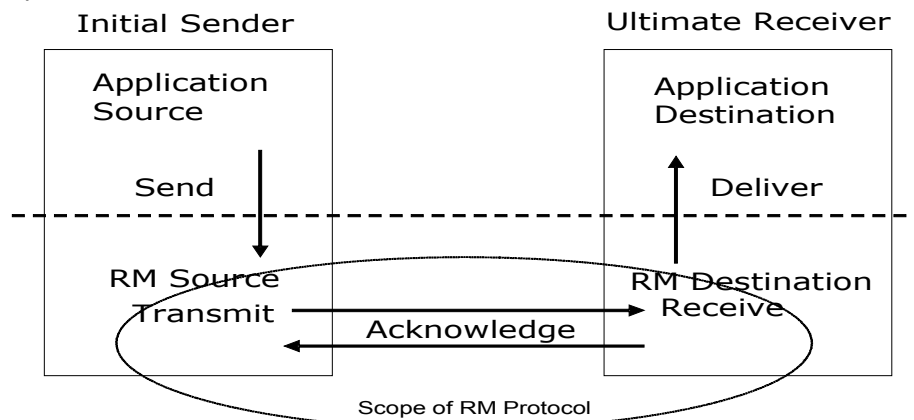 Initial Sender
Ultimate Receiver
Application
Source
Application
Destination
Send
Deliver
RM Source
Transmit
RM Destination
Receive
Acknowledge
Scope of RM Protocol